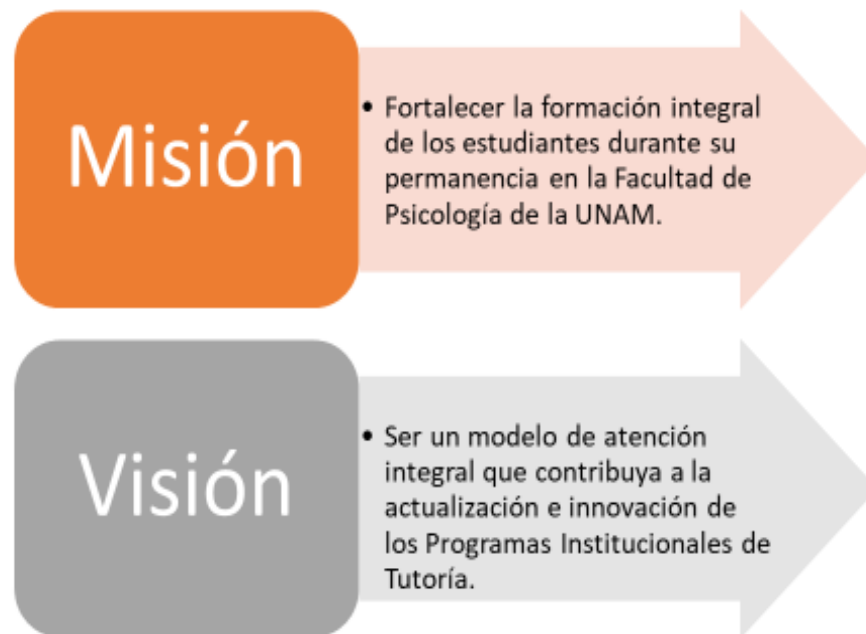 Misión
• Fortalecer la formación integral
de los estudiantes durante su
permanencia en la Facultad de
Psicología de la UNAM.
Visión
• Ser un modelo de atención
integral que contribuya a la
actualización e innovación de
los Programas Institucionales de
Tutoría.